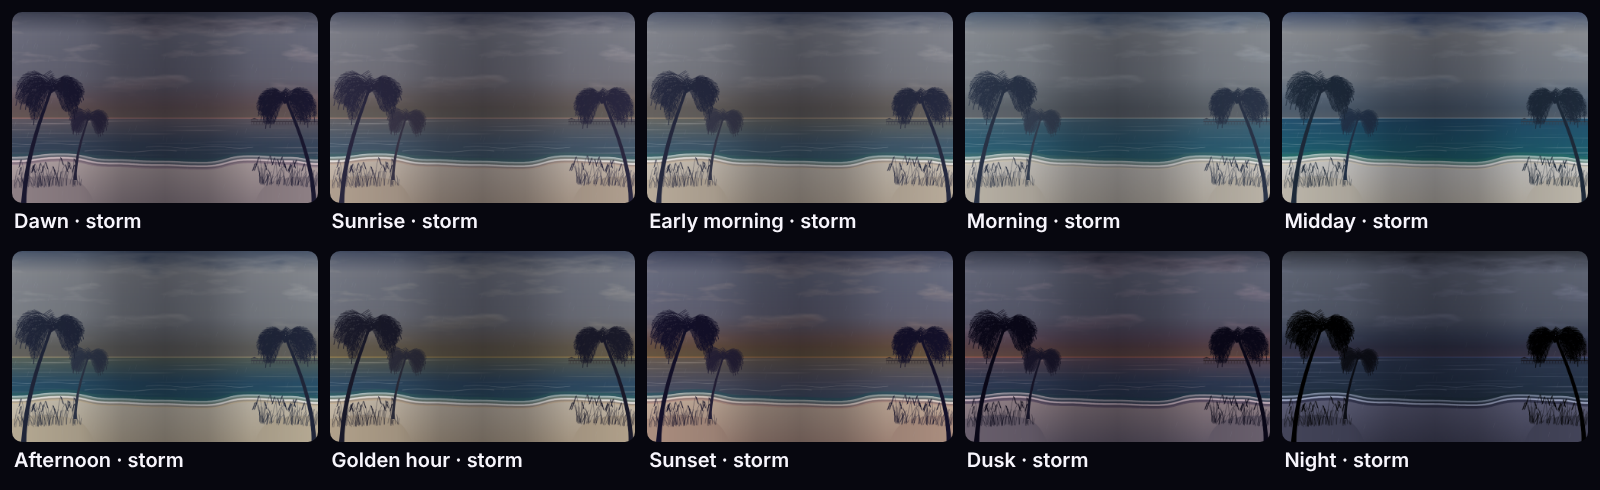 Dawn · storm
Sunrise · storm
Early morning · storm
Morning · storm
Midday · storm
Afternoon · storm
Golden hour · storm
Sunset · storm
Dusk · storm
Night · storm